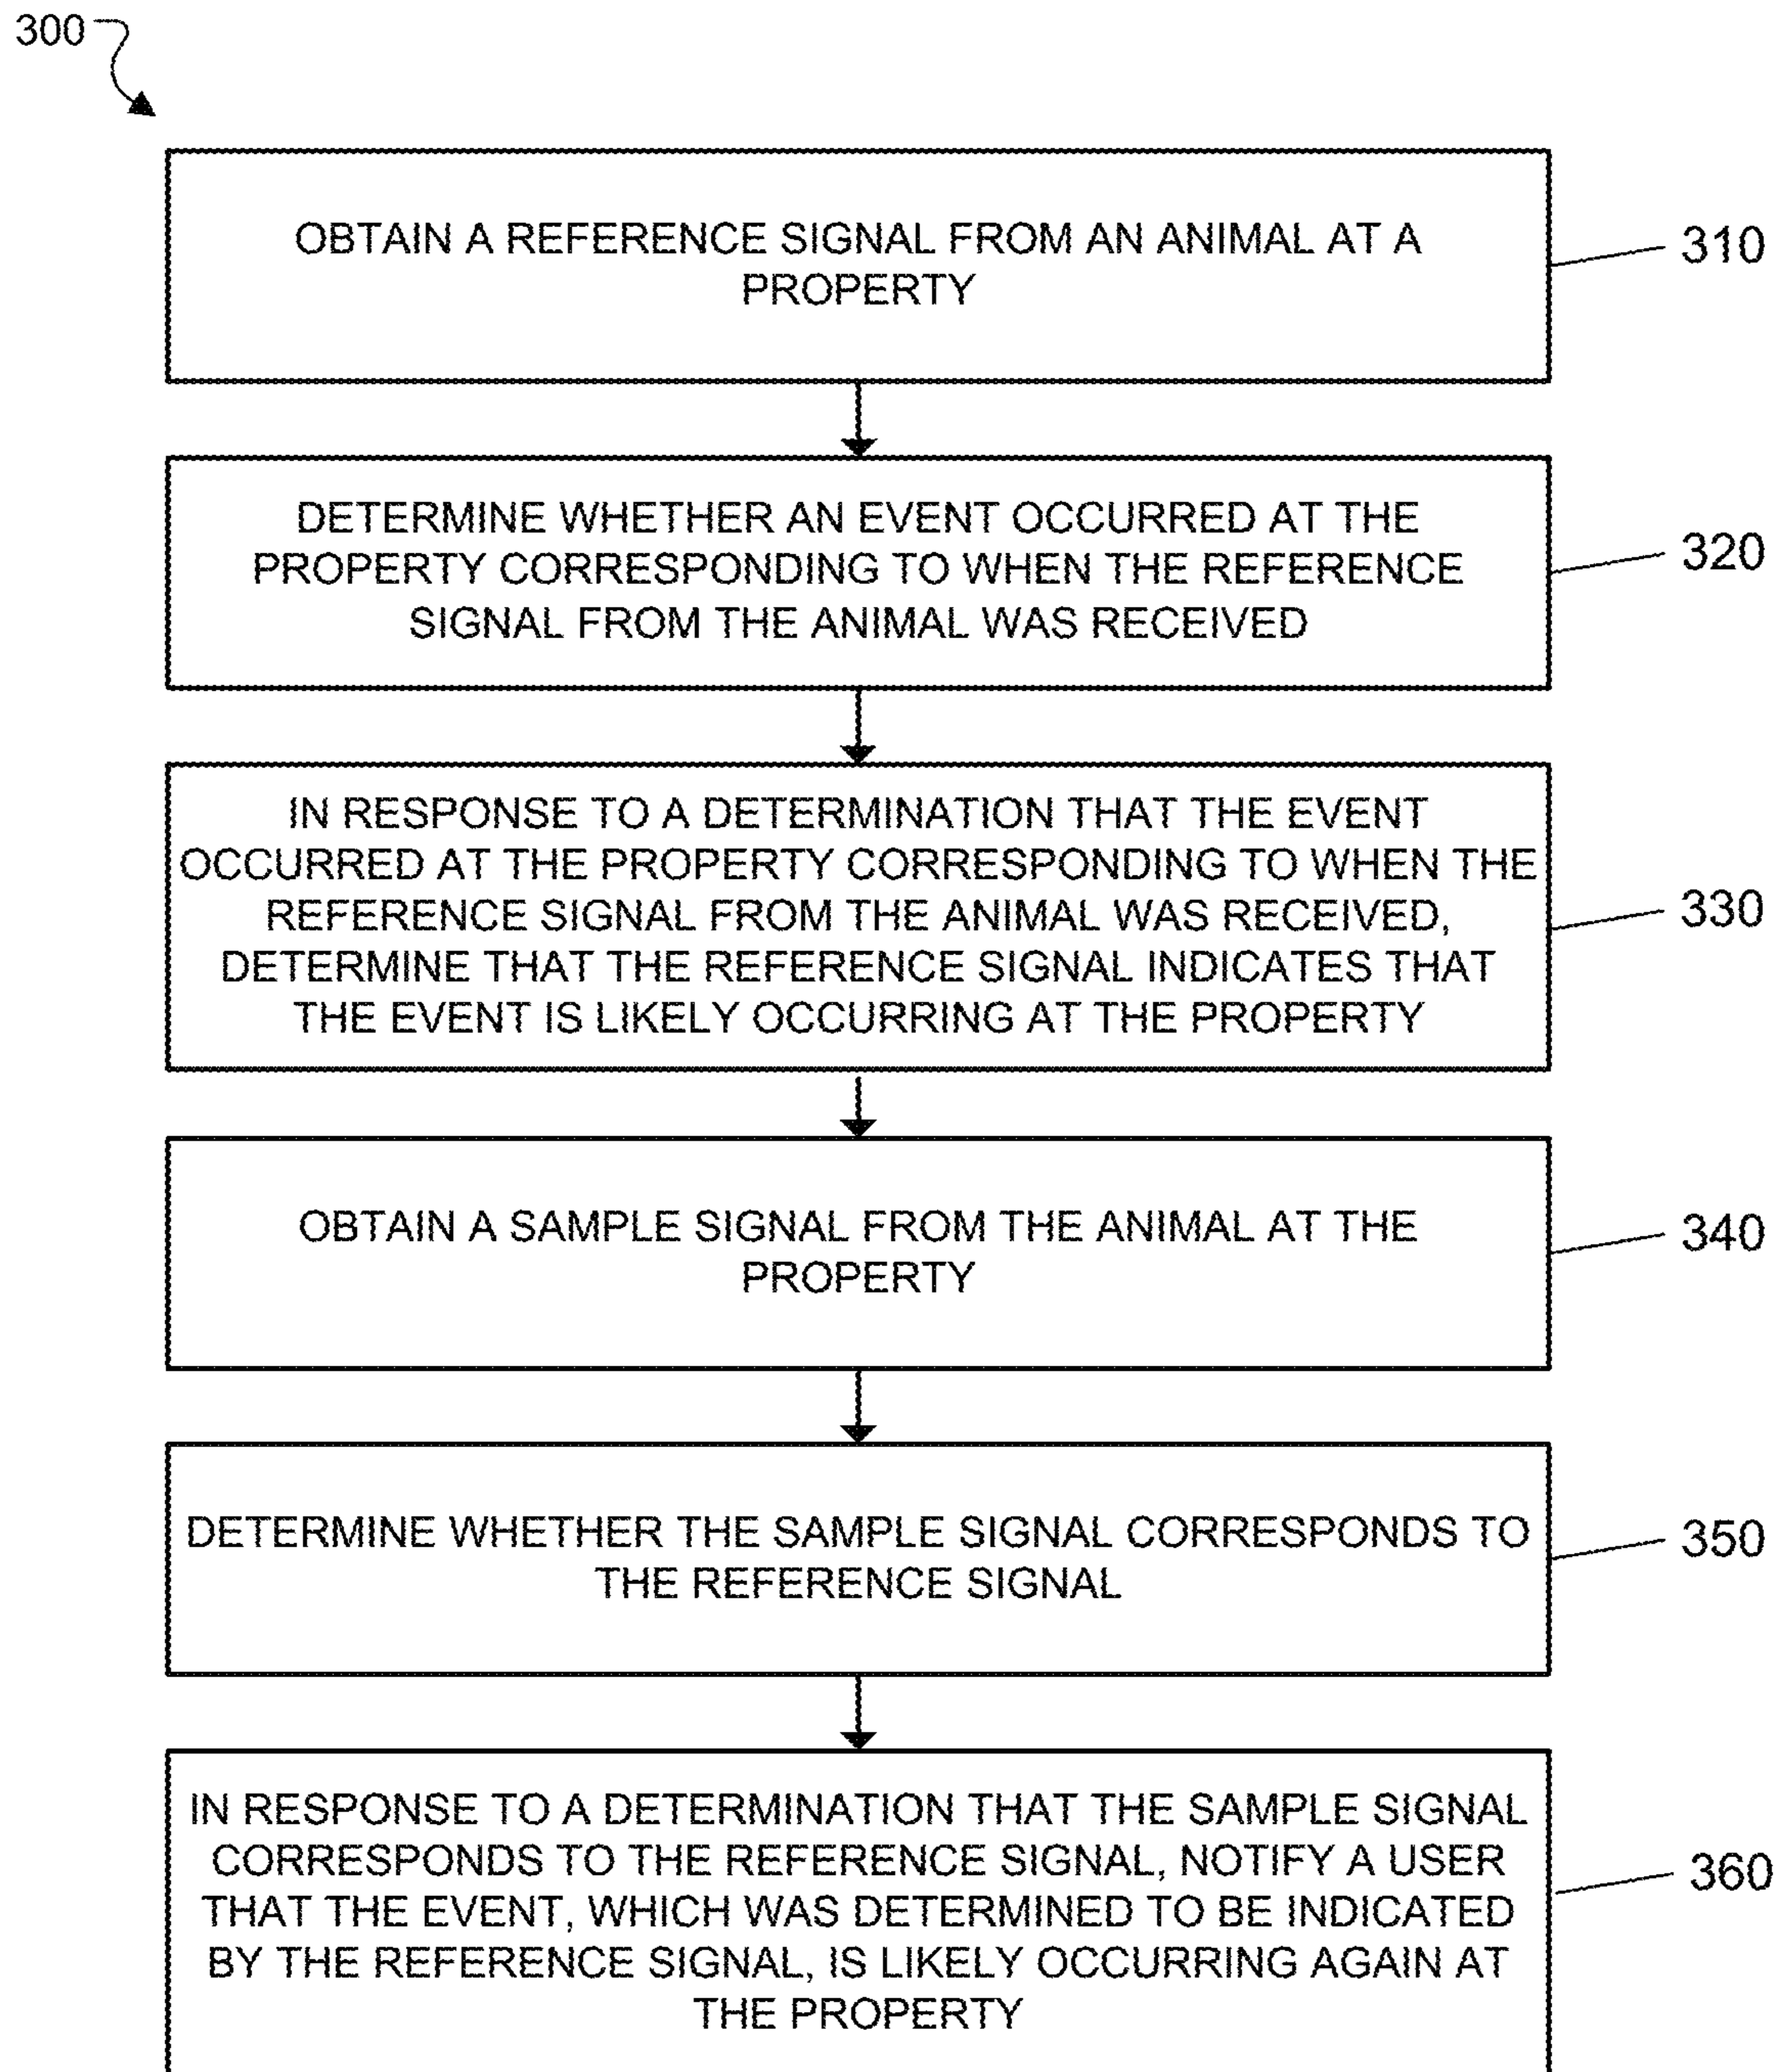 300
OBTAIN A REFERENCE SIGNAL FROM AN ANIMAL AT A
PROPERTY
310
DETERMINE WHETHER AN EVENT OCCURRED AT THE
PROPERTY CORRESPONDING TO WHEN THE REFERENCE
SIGNAL FROM THE ANIMAL WAS RECEIVED
320
IN RESPONSE TO A DETERMINATION THAT THE EVENT
OCCURRED AT THE PROPERTY CORRESPONDING TO WHEN THE
REFERENCE SIGNAL FROM THE ANIMAL WAS RECEIVED,
DETERMINE THAT THE REFERENCE SIGNAL INDICATES THAT
THE EVENT IS LIKELY OCCURRING AT THE PROPERTY
330
OBTAIN A SAMPLE SIGNAL FROM THE ANIMAL AT THE
PROPERTY
340
DETERMINE WHETHER THE SAMPLE SIGNAL CORRESPONDS TO
THE REFERENCE SIGNAL
350
IN RESPONSE TO A DETERMINATION THAT THE SAMPLE SIGNAL
CORRESPONDS TO THE REFERENCE SIGNAL, NOTIFY A USER
THAT THE EVENT, WHICH WAS DETERMINED TO BE INDICATED
BY THE REFERENCE SIGNAL, IS LIKELY OCCURRING AGAIN AT
THE PROPERTY
360